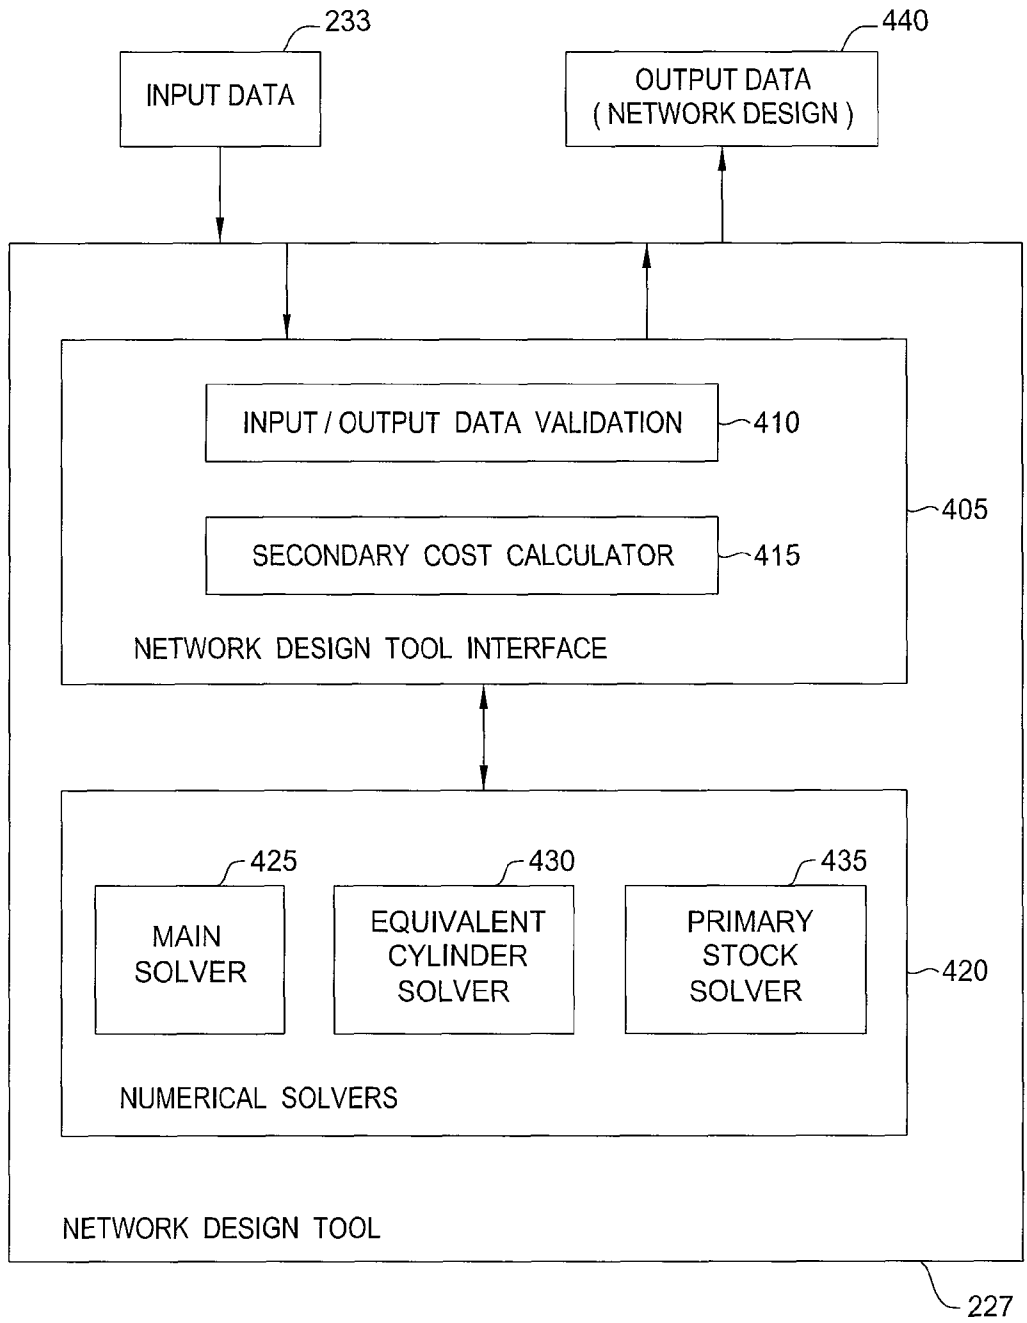 233
440
INPUT DATA
OUTPUT DATA
( NETWORK DESIGN )
INPUT / OUTPUT DATA VALIDATION
410
405
SECONDARY COST CALCULATOR
415
NETWORK DESIGN TOOL INTERFACE
425
430
435
MAIN
SOLVER
EQUIVALENT
CYLINDER
SOLVER
PRIMARY
STOCK
SOLVER
420
NUMERICAL SOLVERS
NETWORK DESIGN TOOL
227